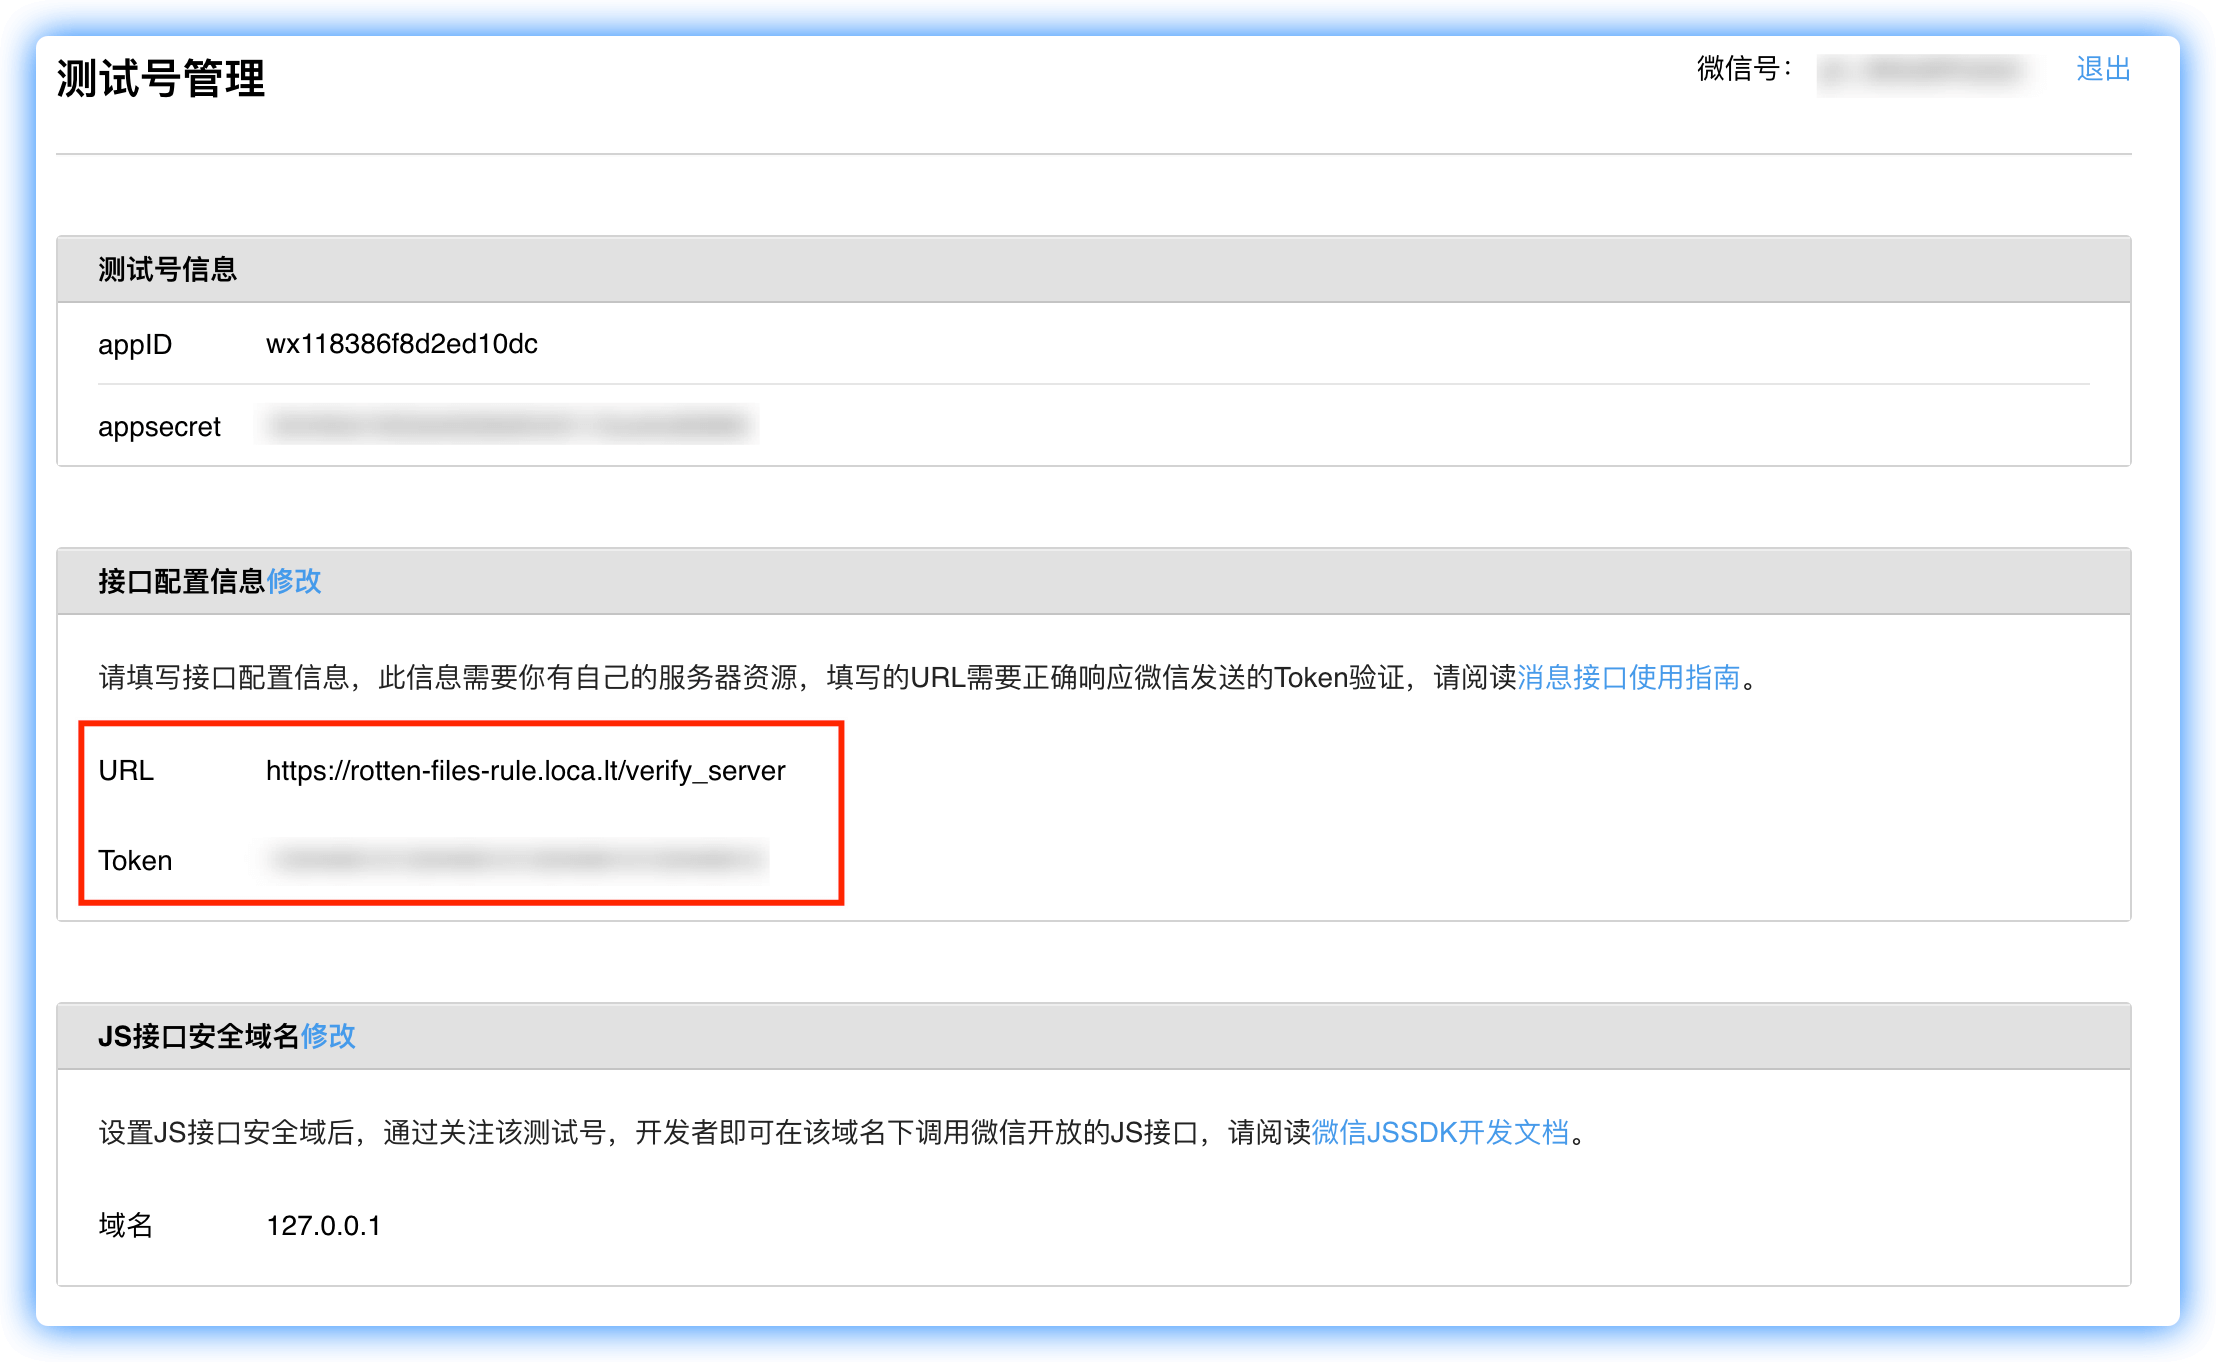 测试号管理
微信号： 退出
测试号信息
appID wx118386f8d2ed10dc
appsecret
接口配置信息修改
请填写接口配置信息，此信息需要你有自己的服务器资源，填写的URL需要正确响应微信发送的Token验证，请阅读消息接口使用指南。
URL https://rotten-files-rule.loca.lt/verify_server
Token
JS接口安全域名修改
设置JS接口安全域后，通过关注该测试号，开发者即可在该域名下调用微信开放的JS接口，请阅读微信JSSDK开发文档。
域名 127.0.0.1